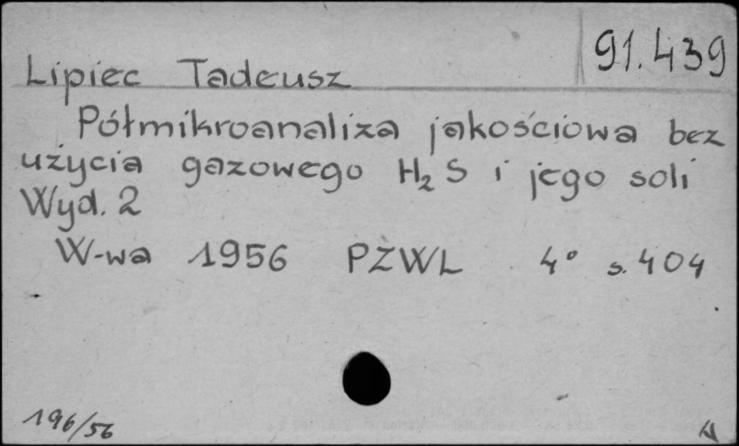 91.439
Lipiec Tadeusz
Półmikroanaliza jakościowa bez
użycia gazowego H₂S i jego soli
Wyd. 2
W-wa 1956 PZWL 4° s. 404
196/56